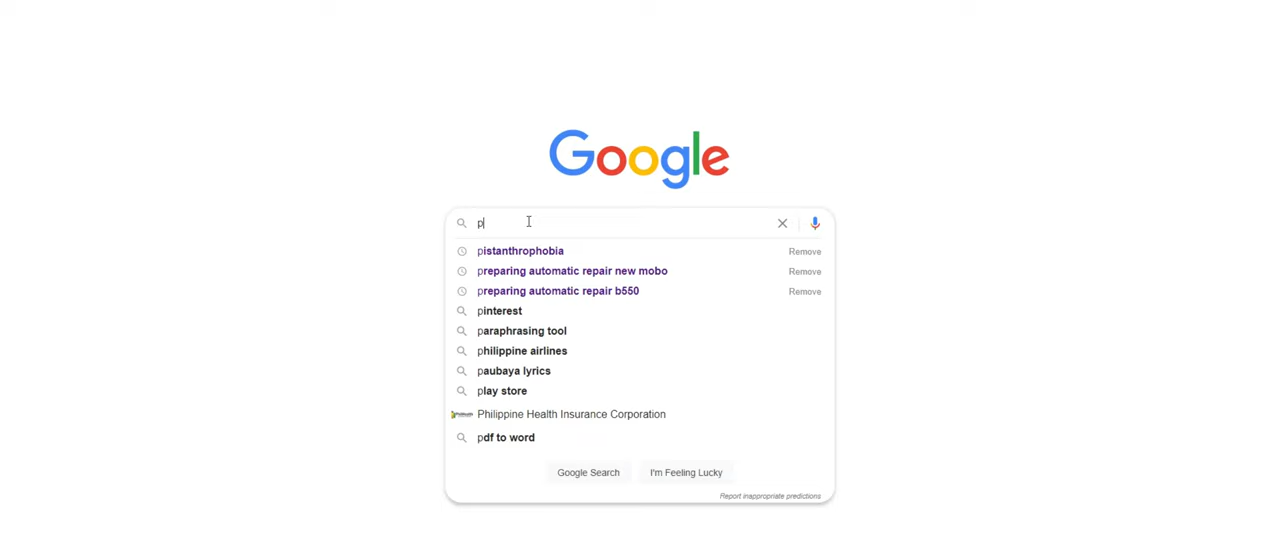 Google
p
pistanthrophobia Remove
preparing automatic repair new mobo Remove
preparing automatic repair b550 Remove
pinterest
paraphrasing tool
philippine airlines
paubaya lyrics
play store
Philippine Health Insurance Corporation
pdf to word
Google Search I'm Feeling Lucky
Report inappropriate predictions